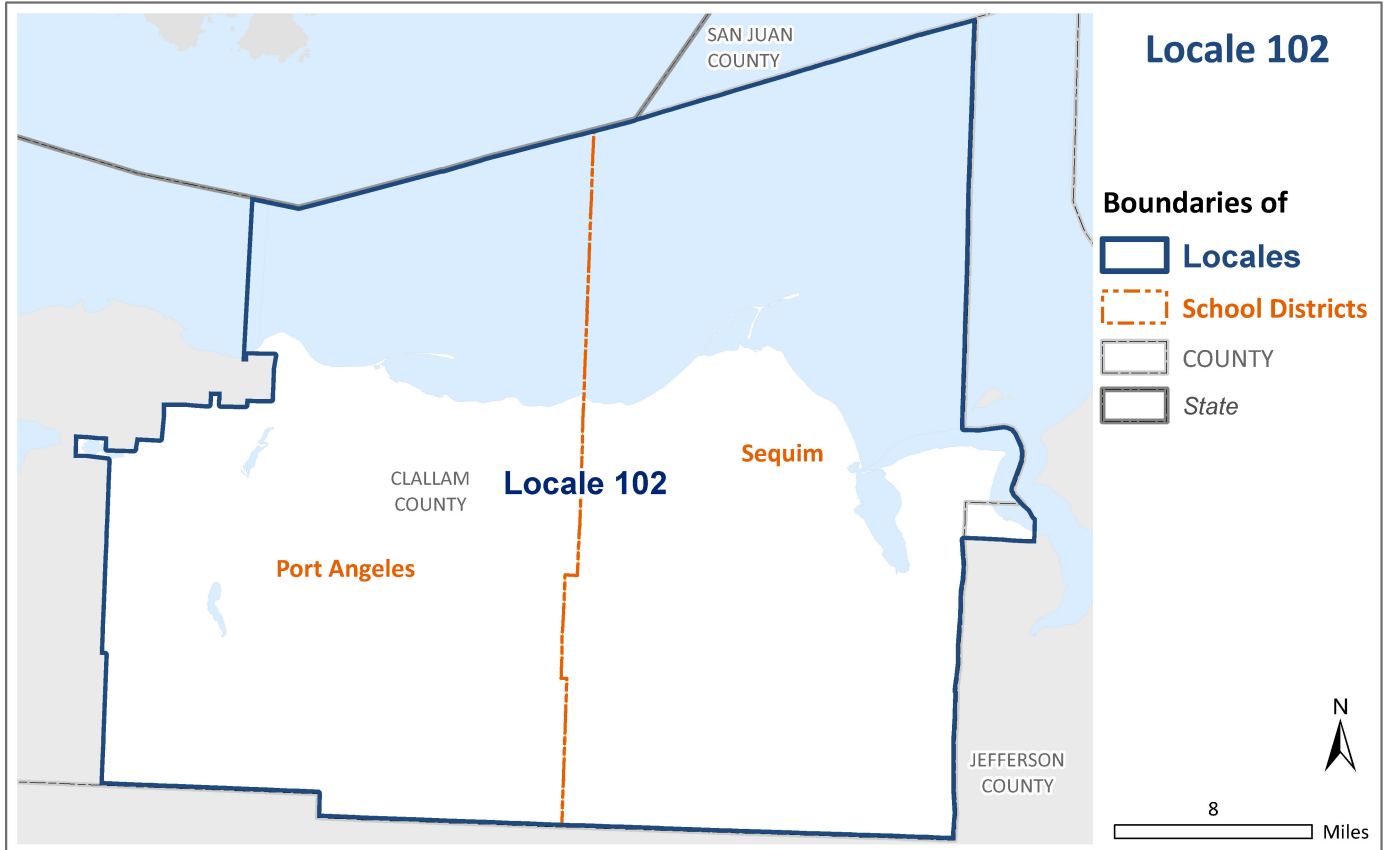 SAN JUAN
COUNTY
Locale 102
Boundaries of
Locales
School Districts
COUNTY
State
Sequim
CLALLAM
COUNTY
Locale 102
Port Angeles
JEFFERSON
COUNTY
N
8
Miles